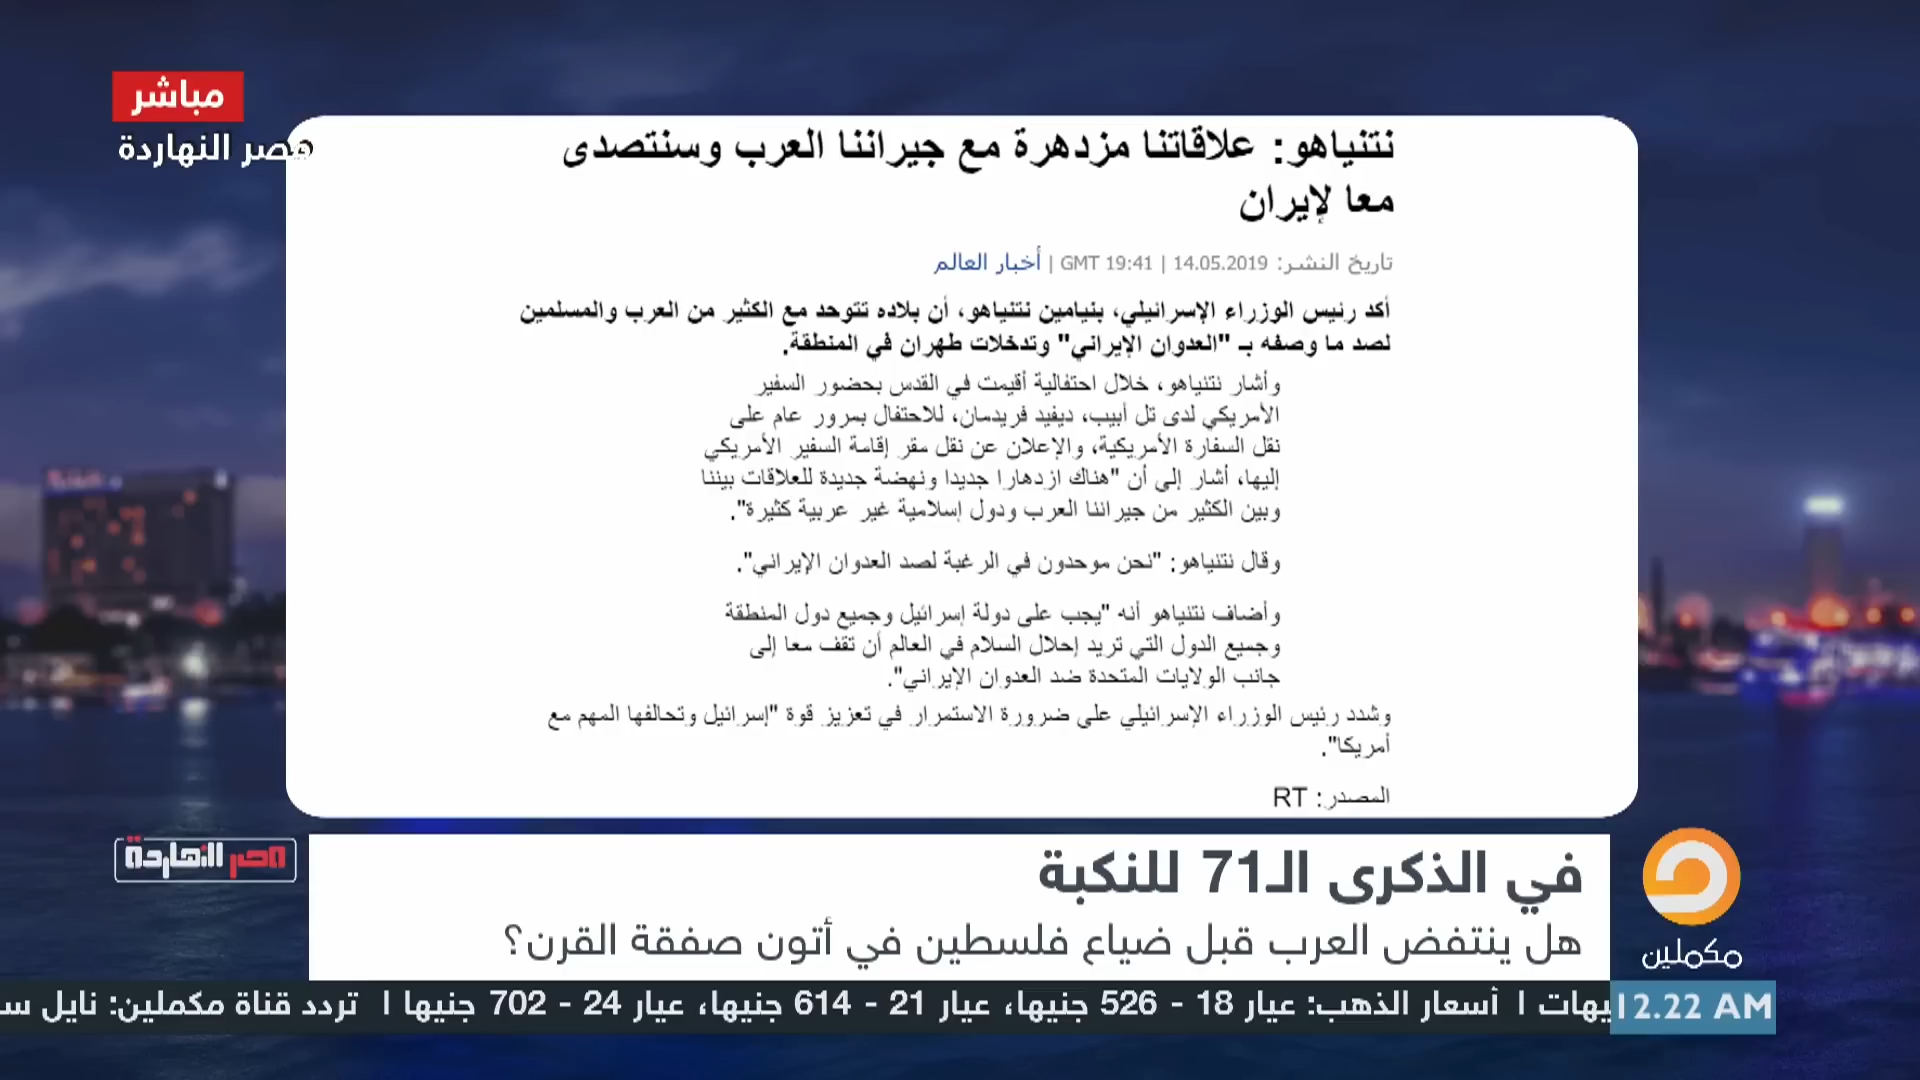 مباشر
مصر النهاردة
نتنياهو: علاقاتنا مزدهرة مع جيراننا العرب وسنتصدى
معا لإيران
تاريخ النشر: 14.05.2019 | 19:41 GMT | أخبار العالم
أكد رئيس الوزراء الإسرائيلي، بنيامين نتنياهو، أن بلاده تتوحد مع الكثير من العرب والمسلمين
لصد ما وصفه بـ "العدوان الإيراني" وتدخلات طهران في المنطقة.
وأشار نتنياهو، خلال احتفالية أقيمت في القدس بحضور السفير
الأمريكي لدى تل أبيب، ديفيد فريدمان، للاحتفال بمرور عام على
نقل السفارة الأمريكية، والإعلان عن نقل مقر إقامة السفير الأمريكي
إليها، أشار إلى أن "هناك ازدهارا جديدا ونهضة جديدة للعلاقات بيننا
وبين الكثير من جيراننا العرب ودول إسلامية غير عربية كثيرة".
وقال نتنياهو: "نحن موحدون في الرغبة لصد العدوان الإيراني".
وأضاف نتنياهو أنه "يجب على دولة إسرائيل وجميع دول المنطقة
وجميع الدول التي تريد إحلال السلام في العالم أن تقف معا إلى
جانب الولايات المتحدة ضد العدوان الإيراني".
وشدد رئيس الوزراء الإسرائيلي على ضرورة الاستمرار في تعزيز قوة "إسرائيل وتحالفها المهم مع
أمريكا".
المصدر: RT
مصر النهاردة
في الذكرى الـ71 للنكبة
هل ينتفض العرب قبل ضياع فلسطين في أتون صفقة القرن؟
مكملين
يهات | أسعار الذهب: عيار 18 - 526 جنيها، عيار 21 - 614 جنيها، عيار 24 - 702 جنيها | تردد قناة مكملين: نايل س
12.22 AM